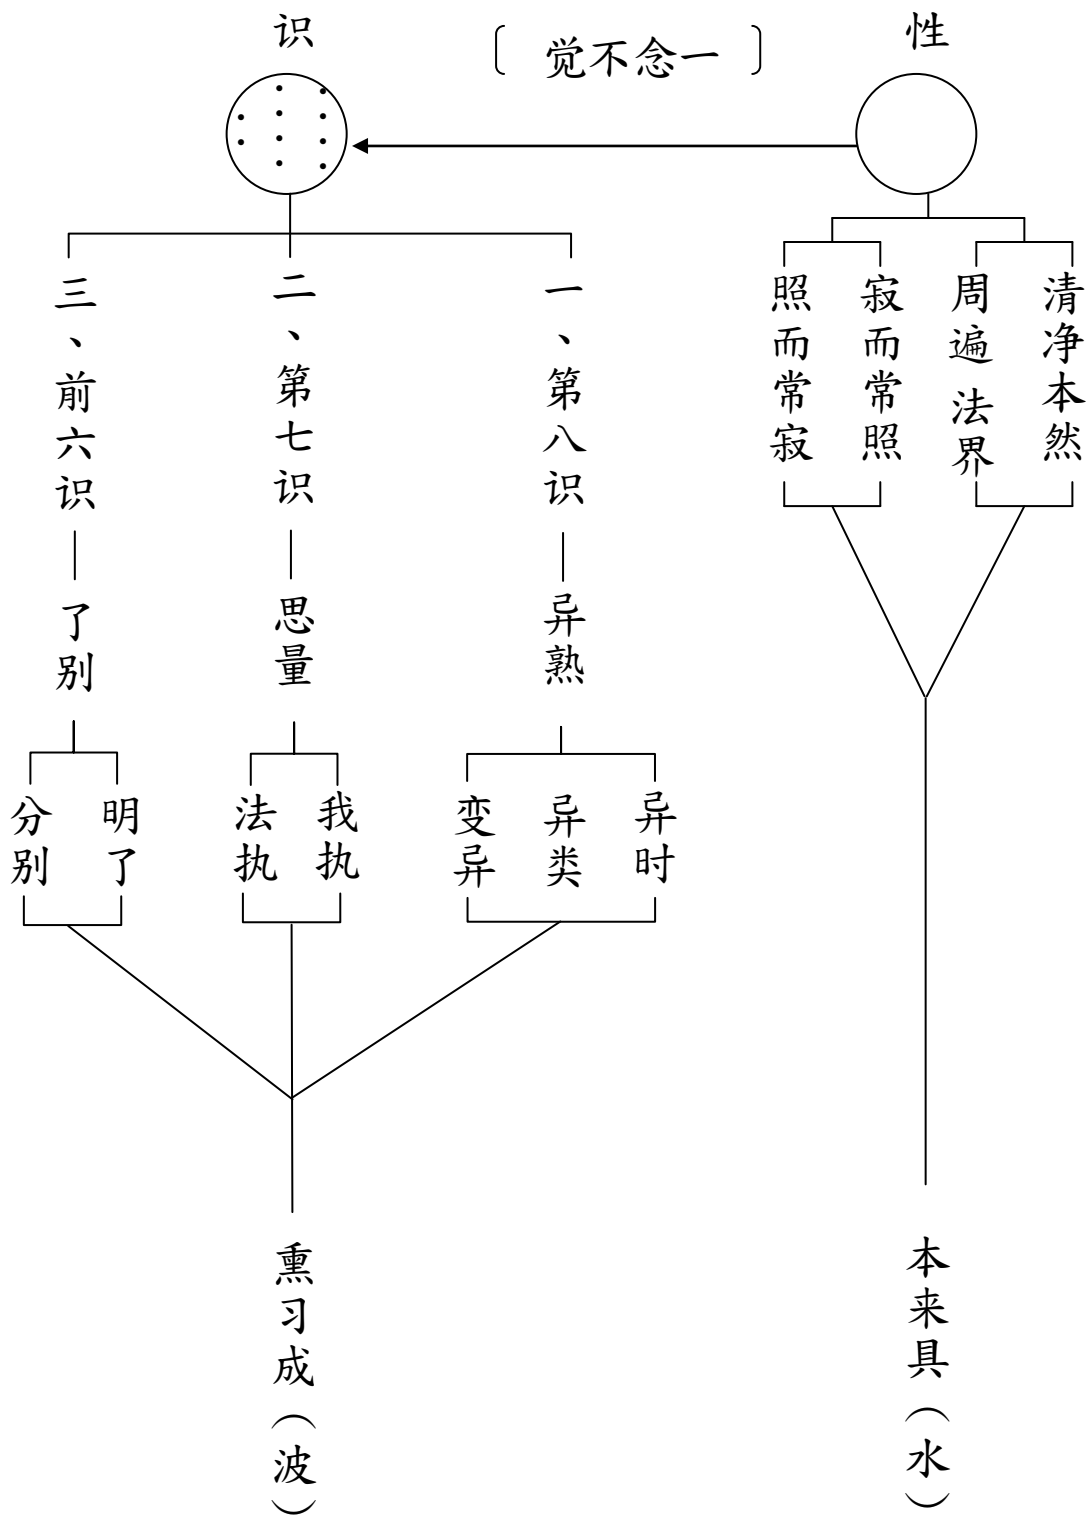 性
〔一念不觉〕
识
清净本然
周遍法界
寂而常照
照而常寂
一、第八识—异熟
异时
异类
变异
二、第七识—思量
我执
法执
三、前六识—了别
明了
分别
本来具(水)
熏习成(波)